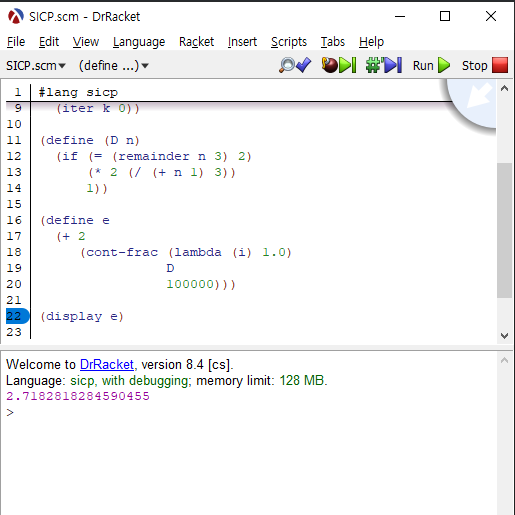 SICP.scm - DrRacket
File Edit View Language Racket Insert Scripts Tabs Help
SICP.scm▾ (define ...)▾ Run Stop
1 #lang sicp
9   (iter k 0))
10
11 (define (D n)
12   (if (= (remainder n 3) 2)
13       (* 2 (/ (+ n 1) 3))
14       1))
15
16 (define e
17   (+ 2
18      (cont-frac (lambda (i) 1.0)
19                 D
20                 100000)))
21
22 (display e)
23
Welcome to DrRacket, version 8.4 [cs].
Language: sicp, with debugging; memory limit: 128 MB.
2.7182818284590455
>